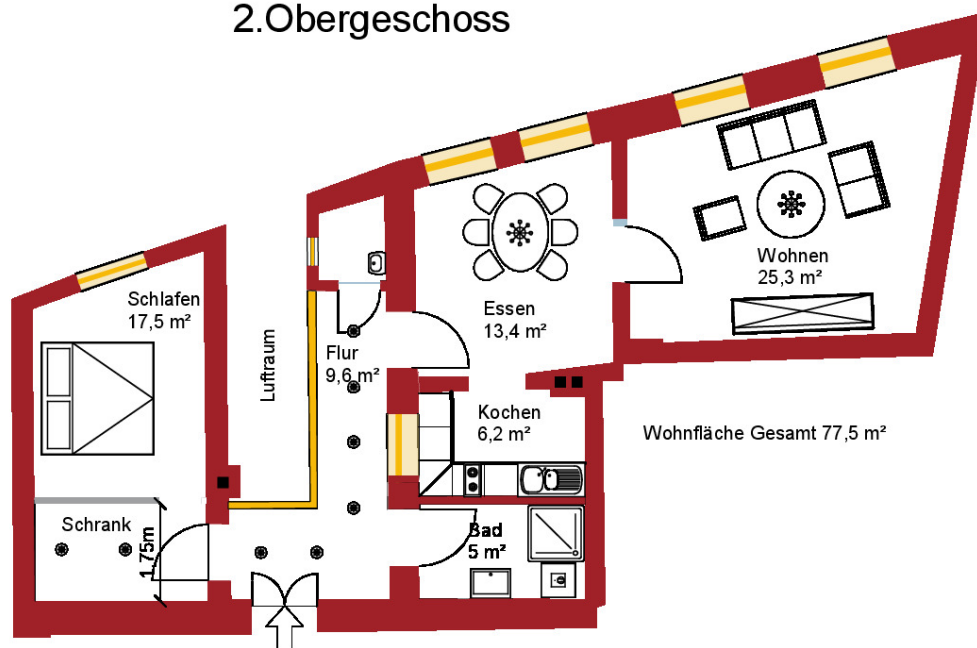 2.Obergeschoss
Wohnen
25,3 m²
Schlafen
17,5 m²
Essen
13,4 m²
Luftraum
Flur
9,6 m²
Kochen
6,2 m²
Wohnfläche Gesamt 77,5 m²
Schrank
1,75m
Bad
5 m²